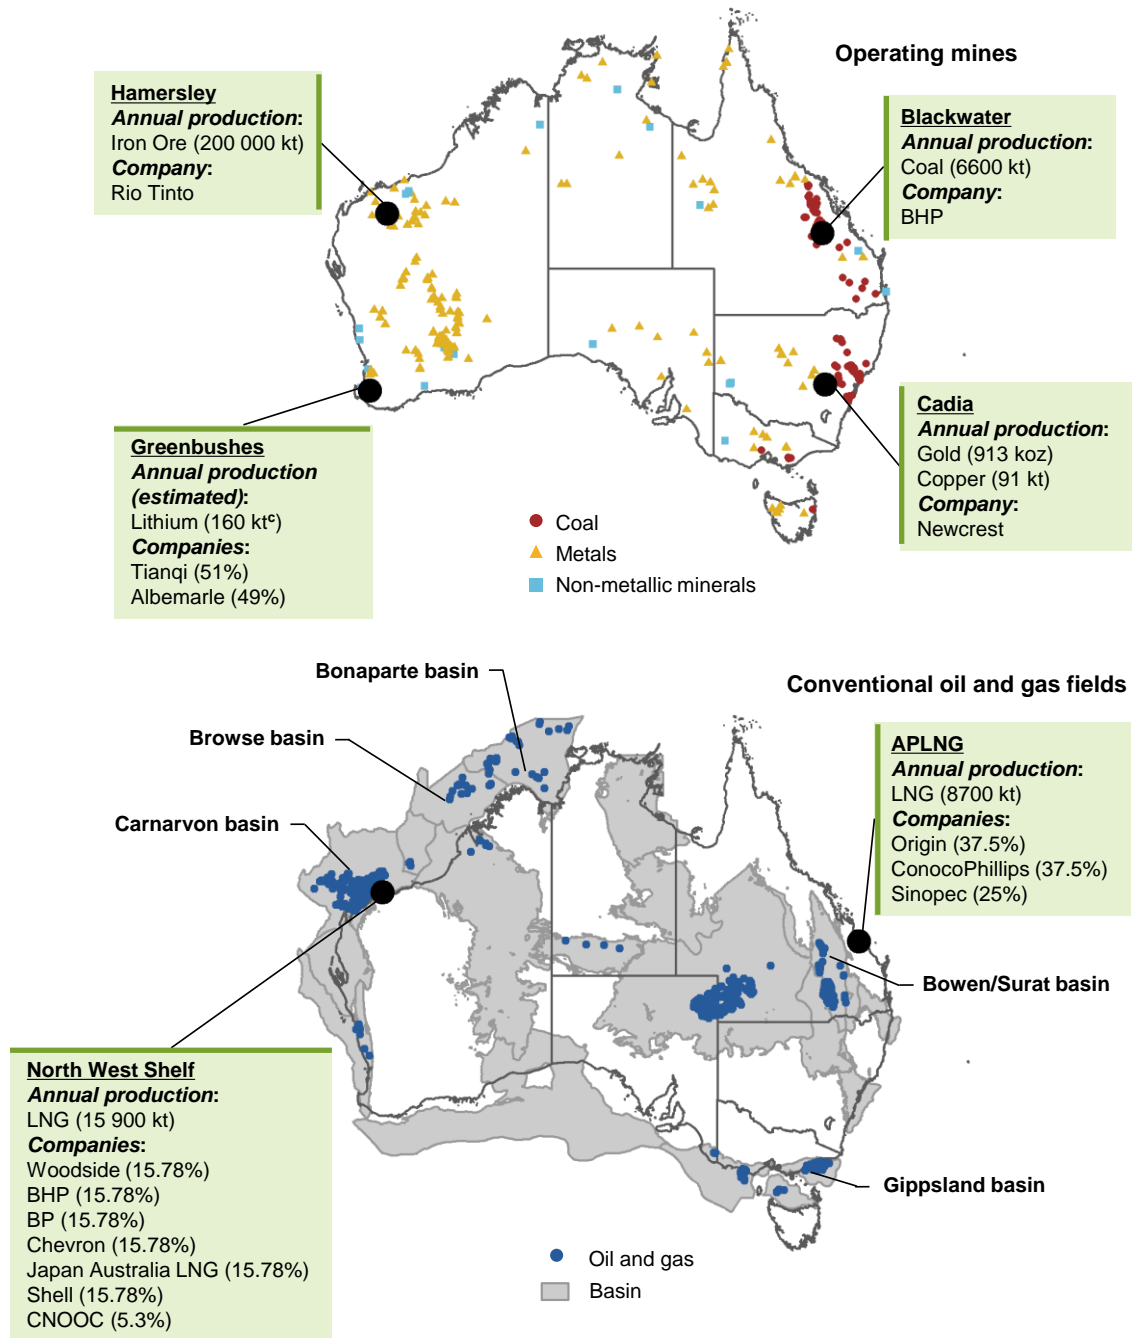 Operating mines
Hamersley
Annual production:
Iron Ore (200 000 kt)
Company:
Rio Tinto
Blackwater
Annual production:
Coal (6600 kt)
Company:
BHP
Greenbushes
Annual production
(estimated):
Lithium (160 ktᶜ)
Companies:
Tianqi (51%)
Albemarle (49%)
Cadia
Annual production:
Gold (913 koz)
Copper (91 kt)
Company:
Newcrest
Coal
Metals
Non-metallic minerals
Conventional oil and gas fields
Bonaparte basin
Browse basin
Carnarvon basin
APLNG
Annual production:
LNG (8700 kt)
Companies:
Origin (37.5%)
ConocoPhillips (37.5%)
Sinopec (25%)
Bowen/Surat basin
North West Shelf
Annual production:
LNG (15 900 kt)
Companies:
Woodside (15.78%)
BHP (15.78%)
BP (15.78%)
Chevron (15.78%)
Japan Australia LNG (15.78%)
Shell (15.78%)
CNOOC (5.3%)
Gippsland basin
Oil and gas
Basin